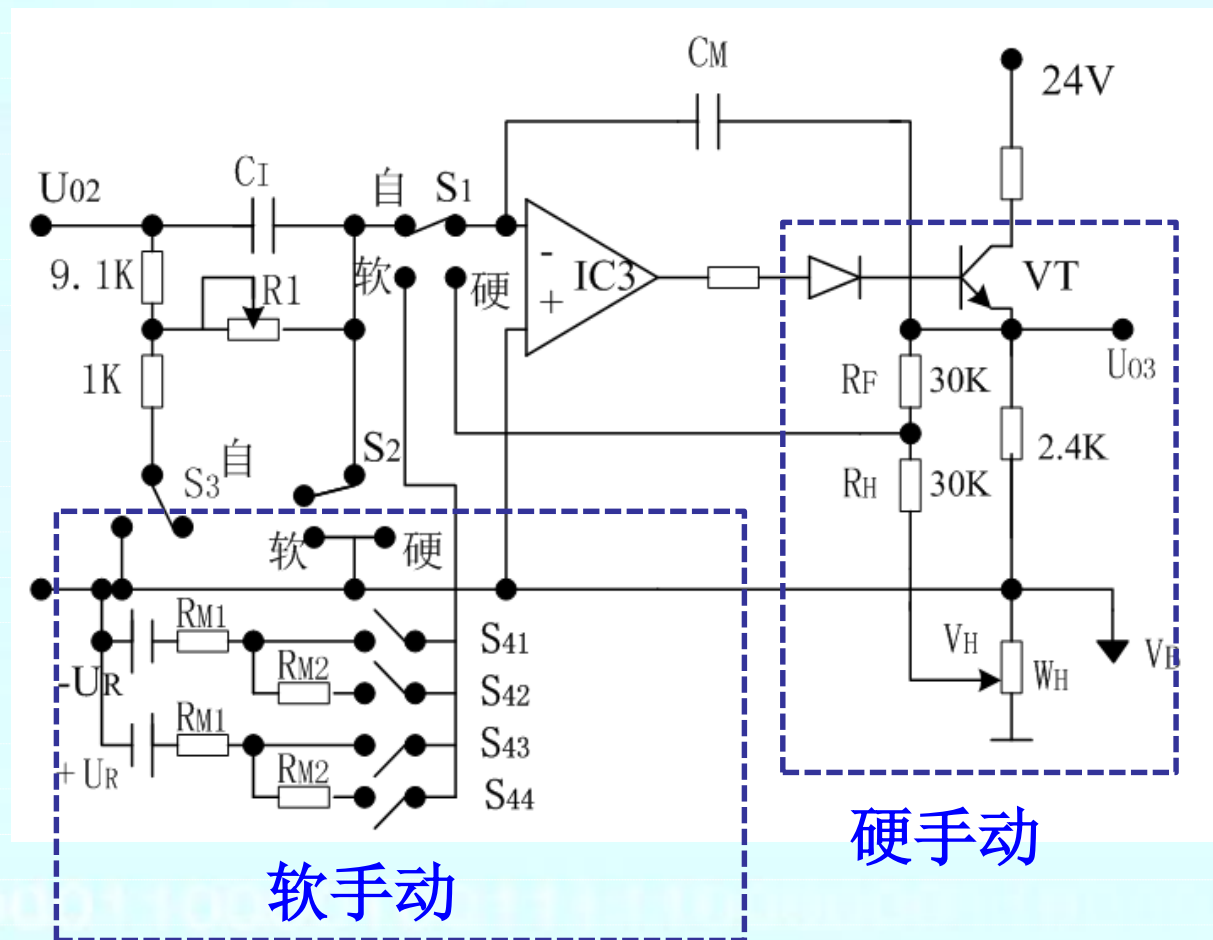 CM
24V
CI
自
S1
U02
9. 1K
R1
软
硬
-
IC3
+
VT
U03
1K
RF
30K
S2
自
S3
2.4K
RH
30K
软
硬
RM1
S41
VH
VB
-UR
RM2
S42
WH
RM1
S43
+UR
RM2
S44
硬手动
软手动